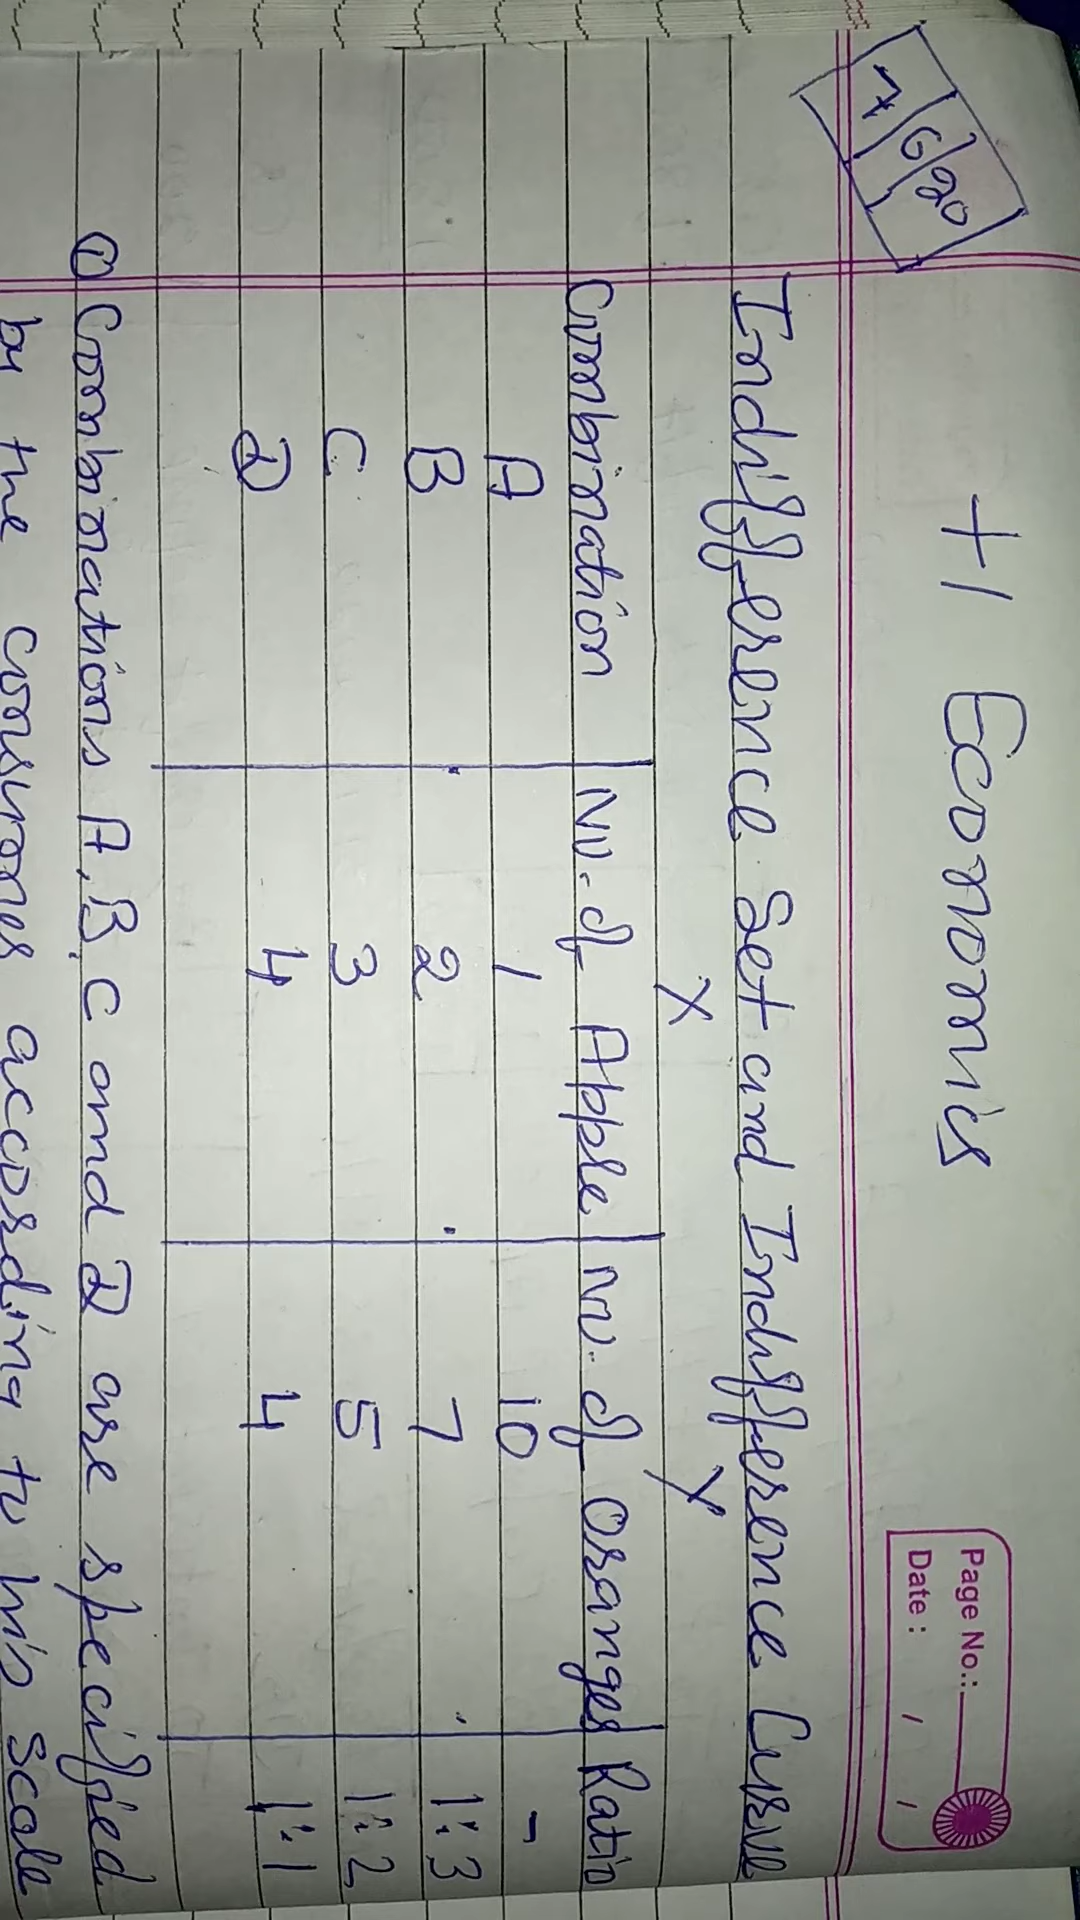 7/6/20
+1 Economics
Page No.:
Date : / /
Indifference Set and Indifference Curve
X Y
Combination No. of Apple No. of Oranges Ratio
A 1 10 -
B 2 7 1:3
C 3 5 1:2
D 4 4 1:1
① Combinations A, B, C and D are specified
by the consumer according to his scale